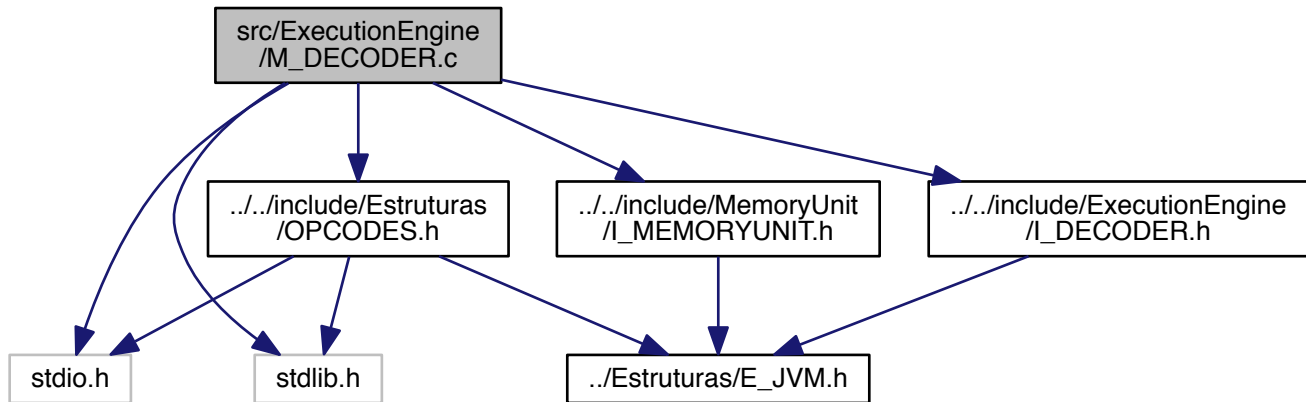 src/ExecutionEngine
/M_DECODER.c
../../include/Estruturas
/OPCODES.h
../../include/MemoryUnit
/I_MEMORYUNIT.h
../../include/ExecutionEngine
/I_DECODER.h
stdio.h
stdlib.h
../Estruturas/E_JVM.h